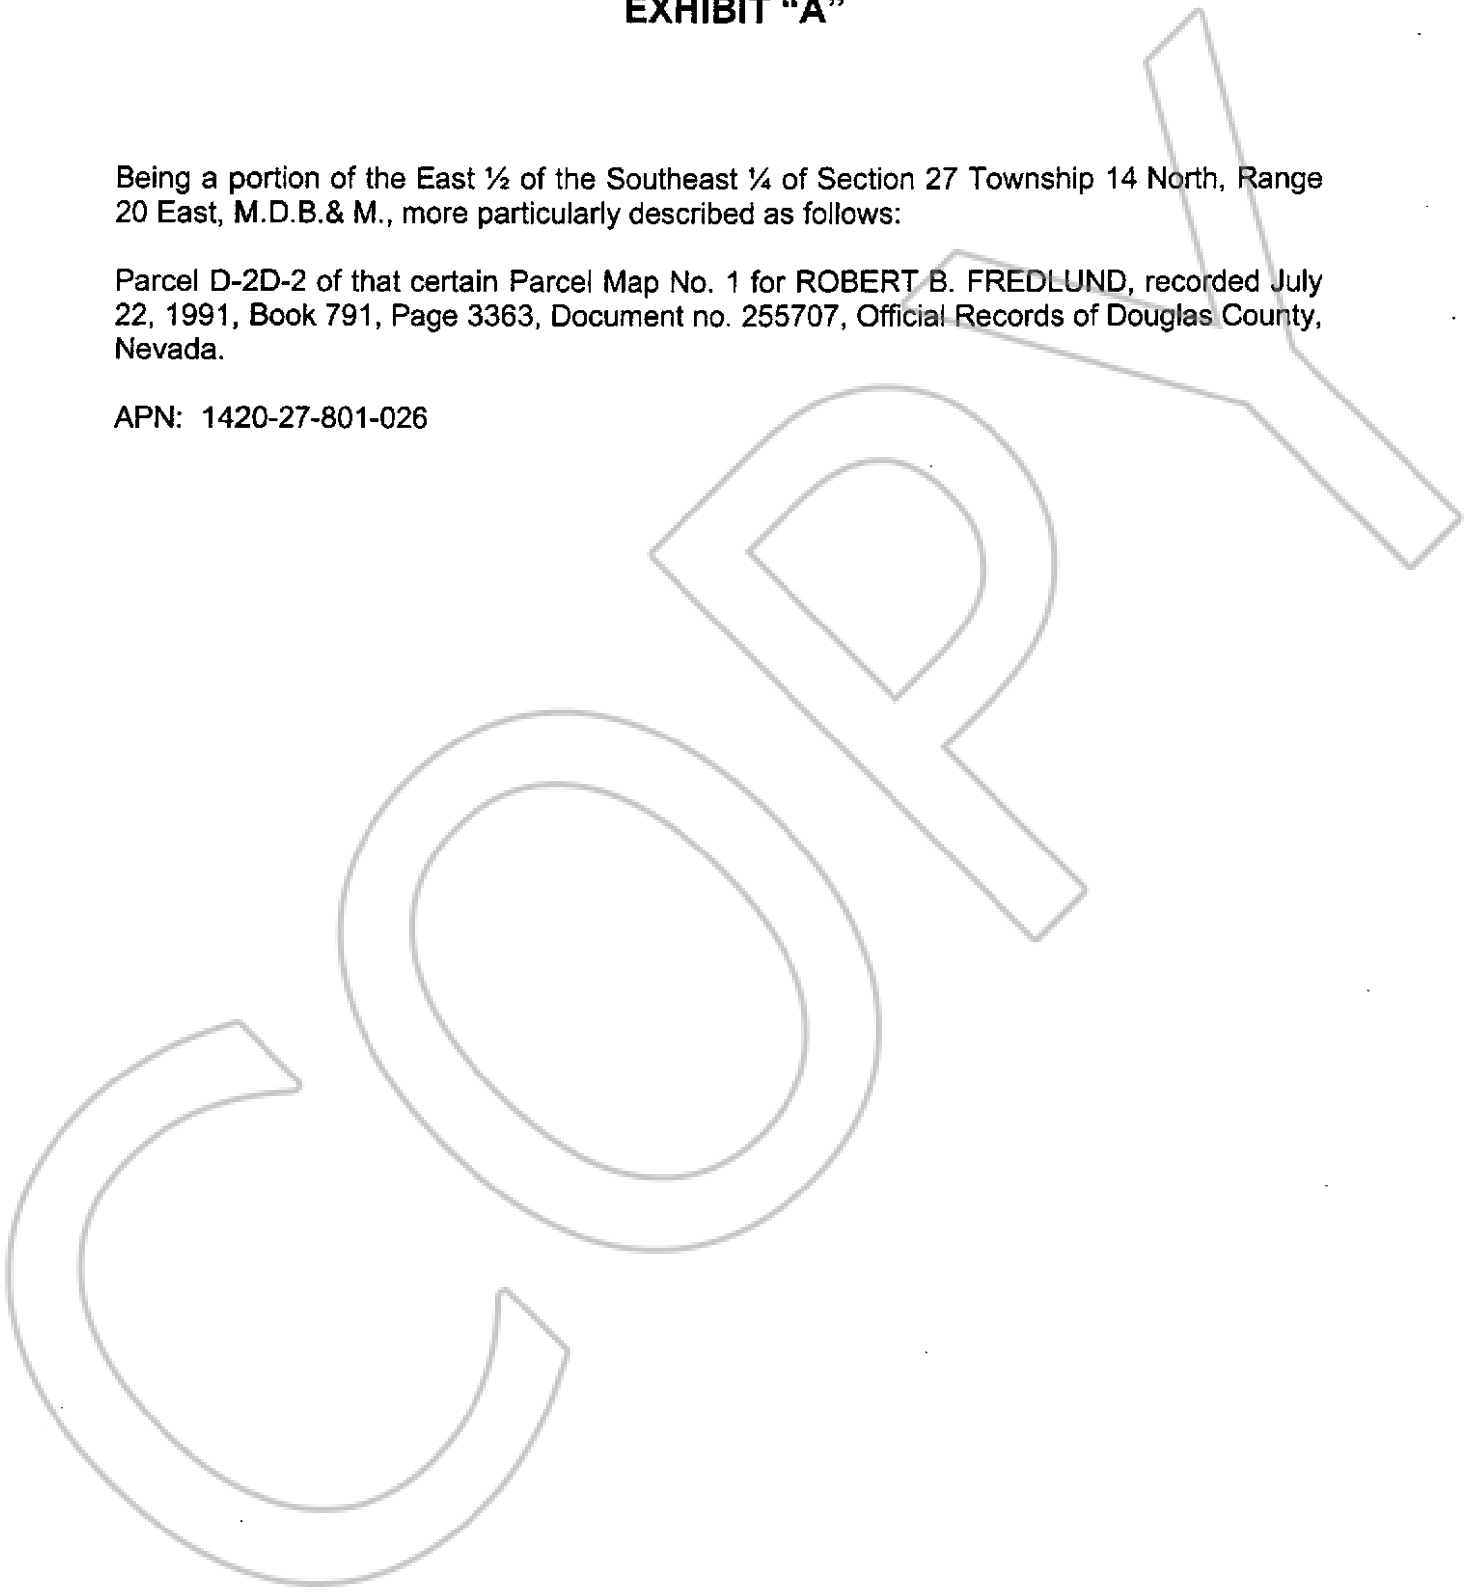 EXHIBIT "A"
Being a portion of the East ½ of the Southeast ¼ of Section 27 Township 14 North, Range
20 East, M.D.B.& M., more particularly described as follows:
Parcel D-2D-2 of that certain Parcel Map No. 1 for ROBERT B. FREDLUND, recorded July
22, 1991, Book 791, Page 3363, Document no. 255707, Official Records of Douglas County,
Nevada.
APN: 1420-27-801-026
COPY